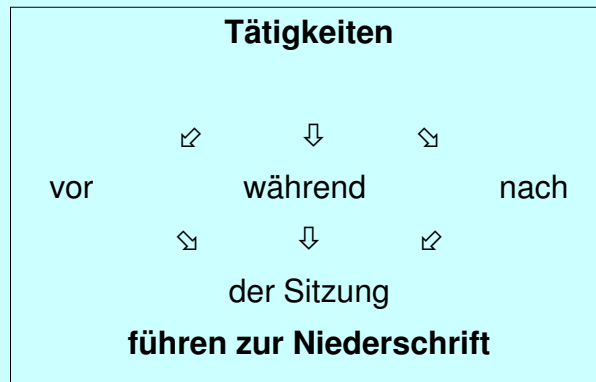 Tätigkeiten
⬃ ⇩ ⬂
vor während nach
⬂ ⇩ ⬃
der Sitzung
führen zur Niederschrift